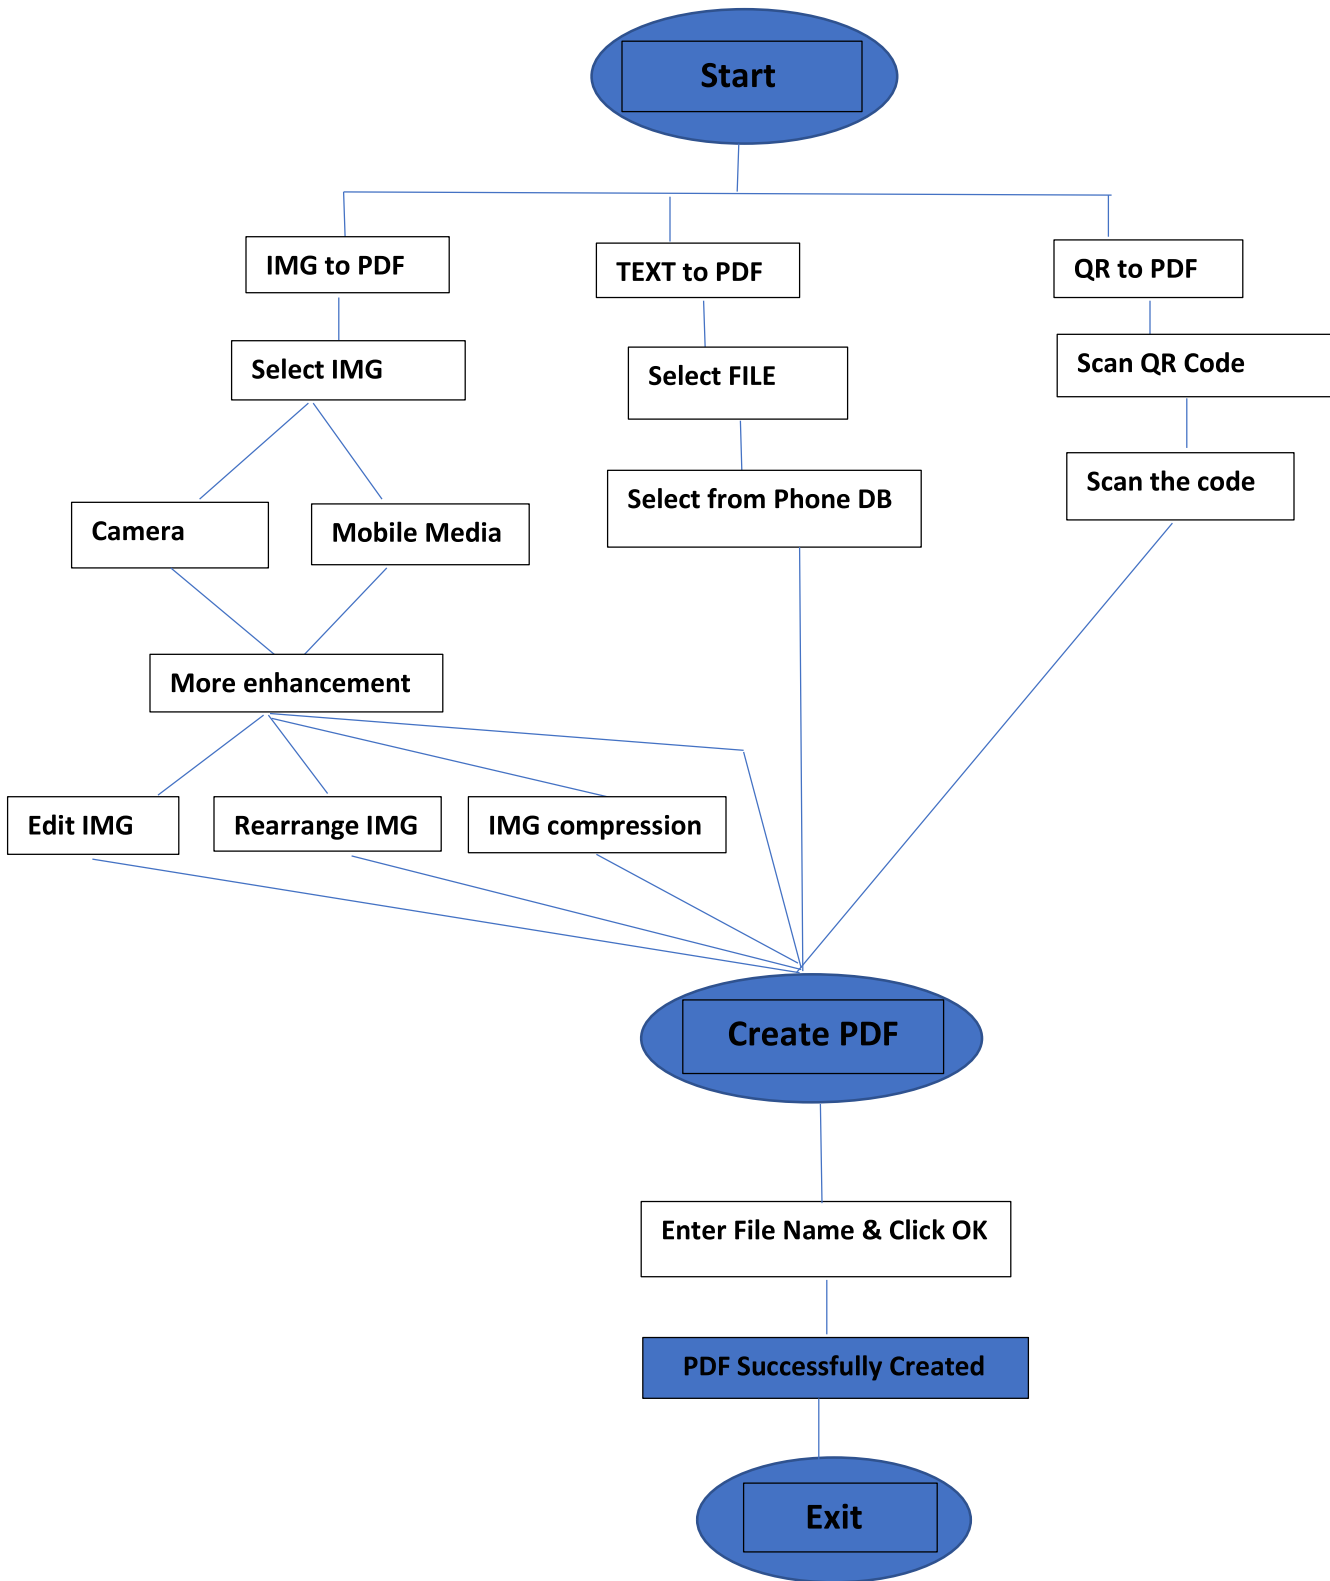 Start
IMG to PDF
TEXT to PDF
QR to PDF
Select IMG
Select FILE
Scan QR Code
Camera
Mobile Media
Select from Phone DB
Scan the code
More enhancement
Edit IMG
Rearrange IMG
IMG compression
Create PDF
Enter File Name & Click OK
PDF Successfully Created
Exit